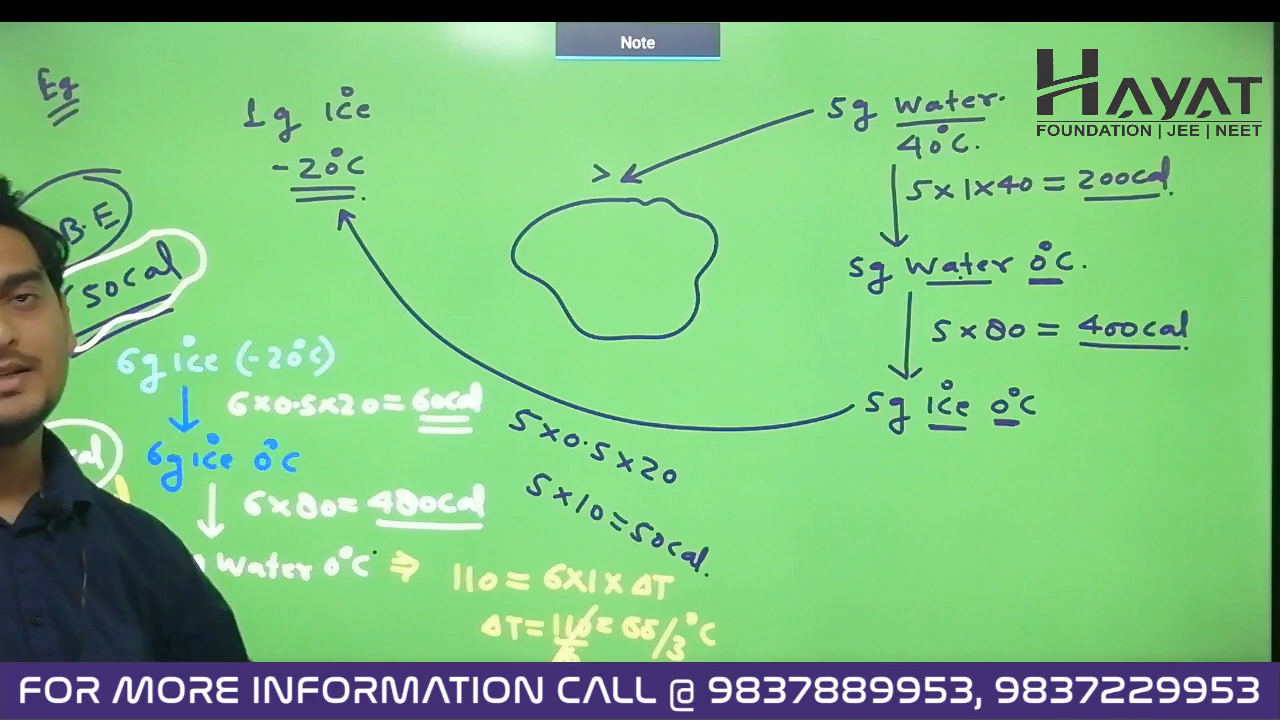 Note
HAYAT
FOUNDATION | JEE | NEET
Eg
1g ice
-20°C
B.E
50cal
6g ice (-20°C)
6×0.5×20 = 60cal
6g ice 0°C
cal
6×80 = 480cal
water 0°C ⇒
110 = 6×1×ΔT
ΔT = 110/6 = 55/3 °C
>
5×0.5×20
5×10=50cal.
5g water.
40°C.
5×1×40 = 200cal.
5g water 0°C.
5×80 = 400cal.
5g ice 0°C
FOR MORE INFORMATION CALL @ 9837889953, 9837229953